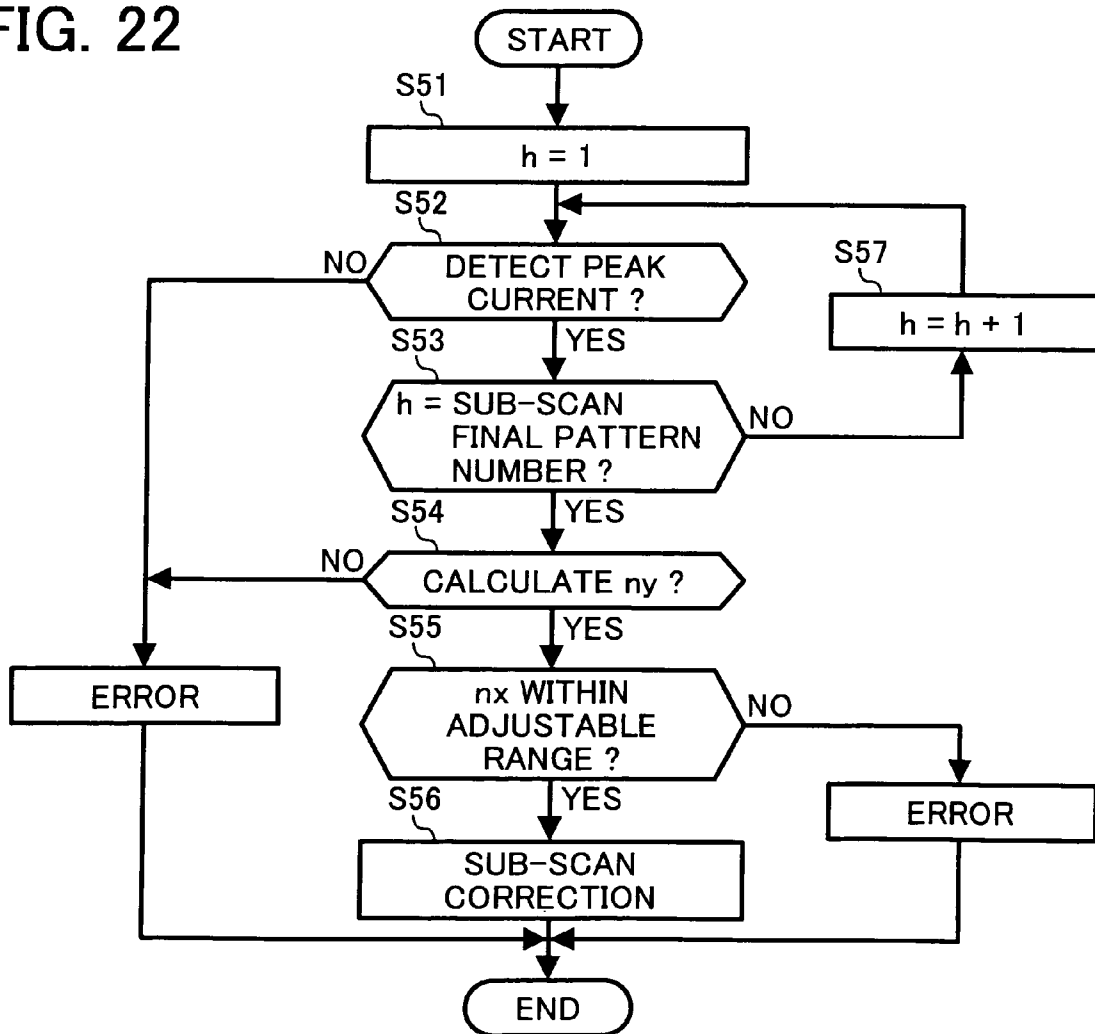 FIG. 22
START
S51
h = 1
S52
DETECT PEAK
CURRENT ?
NO
YES
S57
h = h + 1
S53
h = SUB-SCAN
FINAL PATTERN
NUMBER ?
NO
YES
S54
CALCULATE ny ?
NO
YES
S55
nx WITHIN
ADJUSTABLE
RANGE ?
NO
YES
ERROR
ERROR
S56
SUB-SCAN
CORRECTION
END